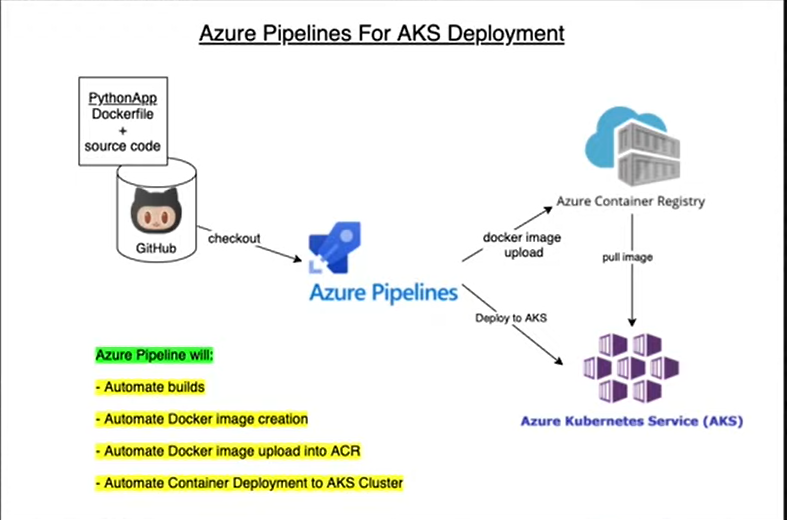 Azure Pipelines For AKS Deployment
PythonApp
Dockerfile
+
source code
GitHub
checkout
Azure Pipelines
docker image
upload
Deploy to AKS
Azure Container Registry
pull image
Azure Kubernetes Service (AKS)
Azure Pipeline will:
- Automate builds
- Automate Docker image creation
- Automate Docker image upload into ACR
- Automate Container Deployment to AKS Cluster